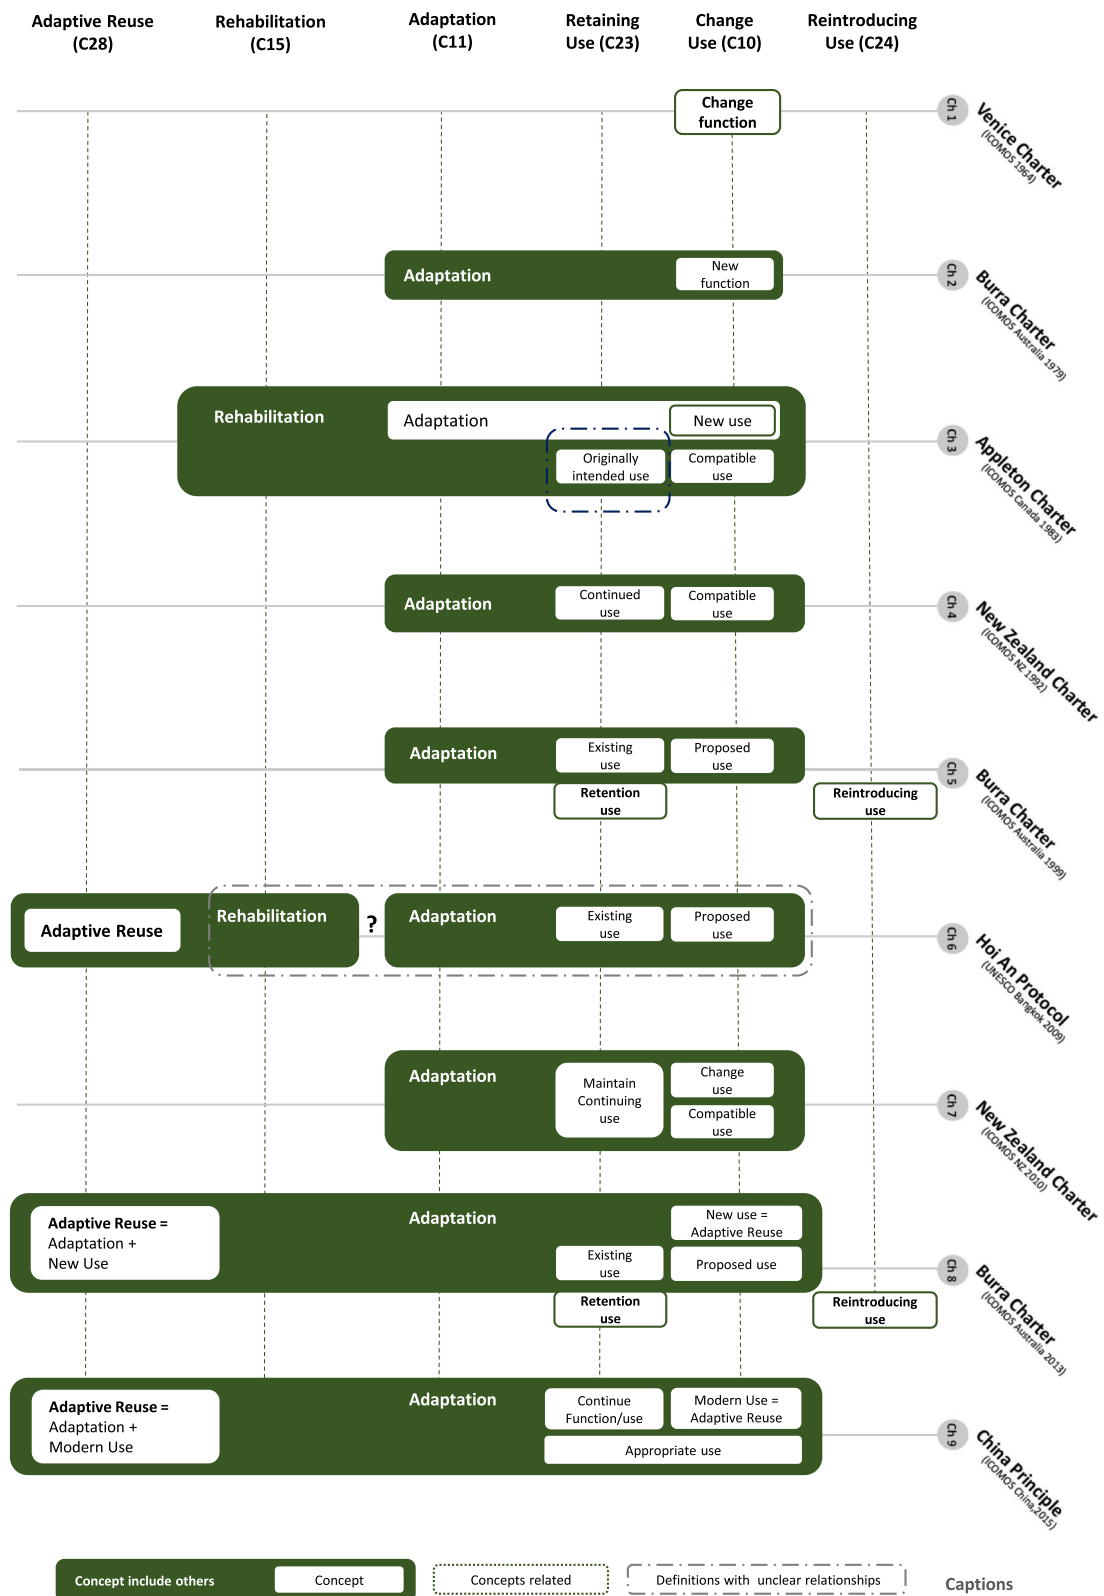 Adaptive Reuse
(C28)
Rehabilitation
(C15)
Adaptation
(C11)
Retaining
Use (C23)
Change
Use (C10)
Reintroducing
Use (C24)
Change
function
Ch 1
Venice Charter
(ICOMOS 1964)
Adaptation
New
function
Ch 2
Burra Charter
(ICOMOS Australia 1979)
Rehabilitation
Adaptation
New use
Originally
intended use
Compatible
use
Ch 3
Appleton Charter
(ICOMOS Canada 1983)
Adaptation
Continued
use
Compatible
use
Ch 4
New Zealand Charter
(ICOMOS NZ 1992)
Adaptation
Existing
use
Proposed
use
Retention
use
Reintroducing
use
Ch 5
Burra Charter
(ICOMOS Australia 1999)
Adaptive Reuse
Rehabilitation
?
Adaptation
Existing
use
Proposed
use
Ch 6
Hoi An Protocol
(UNESCO Bangkok 2009)
Adaptation
Maintain
Continuing
use
Change
use
Compatible
use
Ch 7
New Zealand Charter
(ICOMOS NZ 2010)
Adaptive Reuse =
Adaptation +
New Use
Adaptation
New use =
Adaptive Reuse
Existing
use
Proposed use
Retention
use
Reintroducing
use
Ch 8
Burra Charter
(ICOMOS Australia 2013)
Adaptive Reuse =
Adaptation +
Modern Use
Adaptation
Continue
Function/use
Modern Use =
Adaptive Reuse
Appropriate use
Ch 9
China Principle
(ICOMOS China,2015)
Concept include others
Concept
Concepts related
Definitions with unclear relationships
Captions